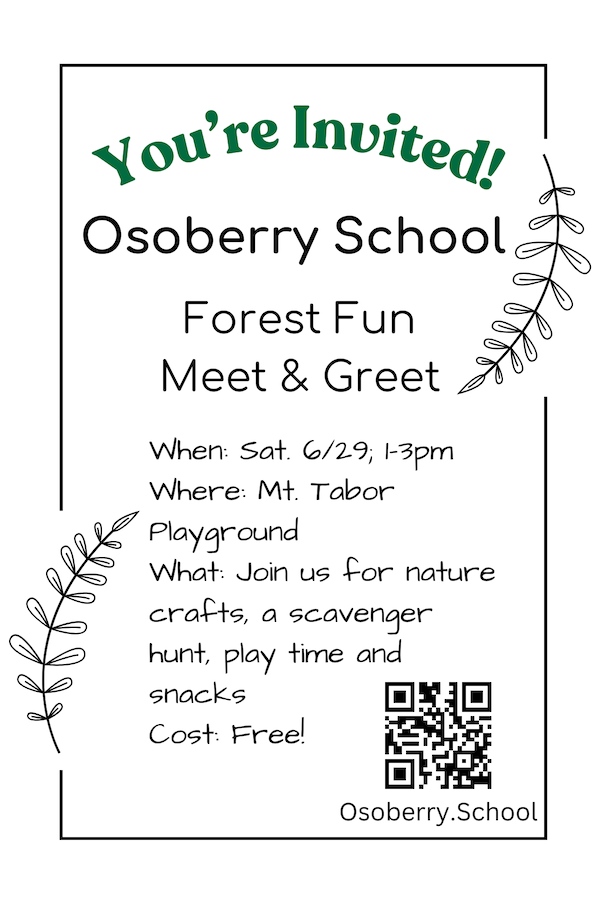 You're Invited!
Osoberry School
Forest Fun
Meet & Greet
When: Sat. 6/29; 1-3pm
Where: Mt. Tabor
Playground
What: Join us for nature
crafts, a scavenger
hunt, play time and
snacks
Cost: Free!
Osoberry.School